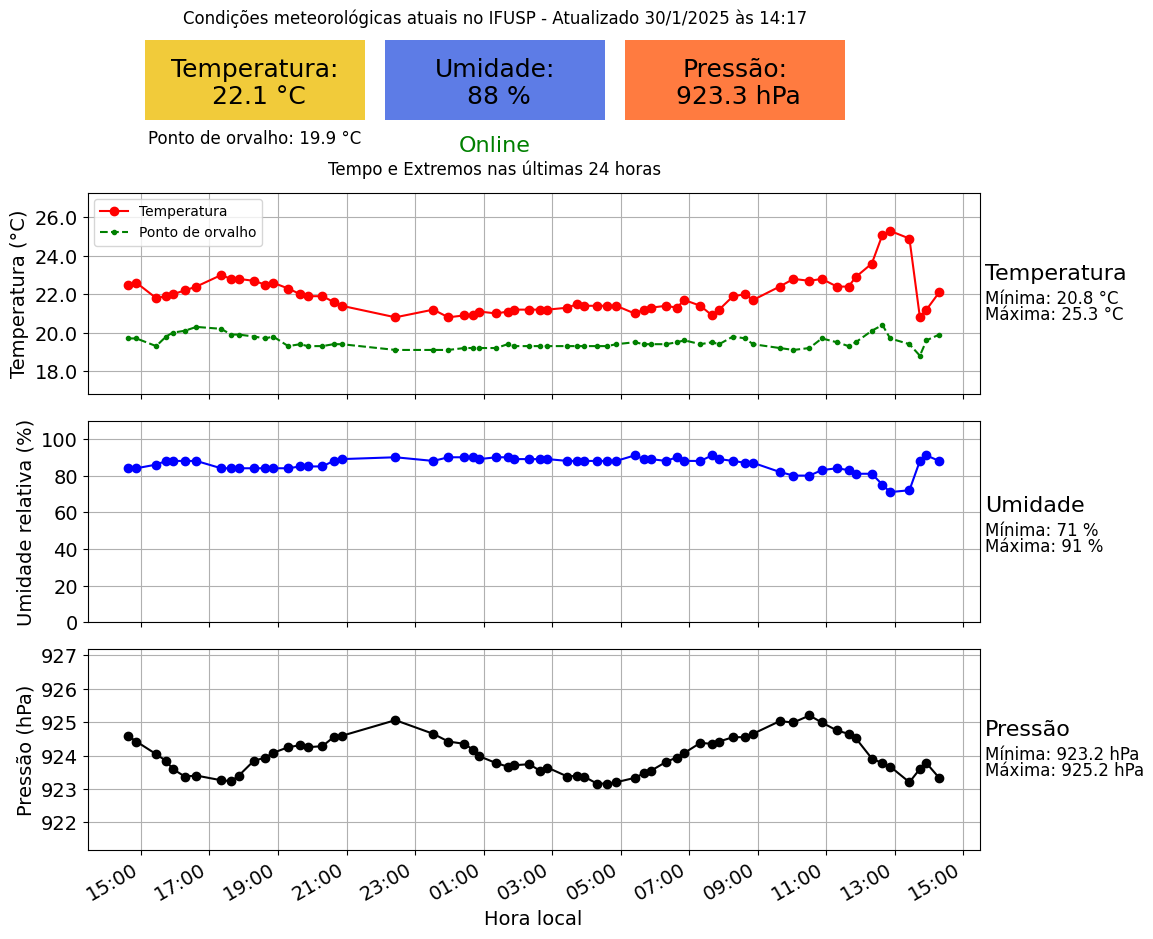 Condições meteorológicas atuais no IFUSP - Atualizado 30/1/2025 às 14:17
Temperatura:
22.1 °C
Umidade:
88 %
Pressão:
923.3 hPa
Ponto de orvalho: 19.9 °C
Online
Tempo e Extremos nas últimas 24 horas
Temperatura (°C)
26.0
24.0
22.0
20.0
18.0
Temperatura
Ponto de orvalho
Temperatura
Mínima: 20.8 °C
Máxima: 25.3 °C
Umidade relativa (%)
100
80
60
40
20
0
Umidade
Mínima: 71 %
Máxima: 91 %
Pressão (hPa)
927
926
925
924
923
922
Pressão
Mínima: 923.2 hPa
Máxima: 925.2 hPa
15:00 17:00 19:00 21:00 23:00 01:00 03:00 05:00 07:00 09:00 11:00 13:00 15:00
Hora local